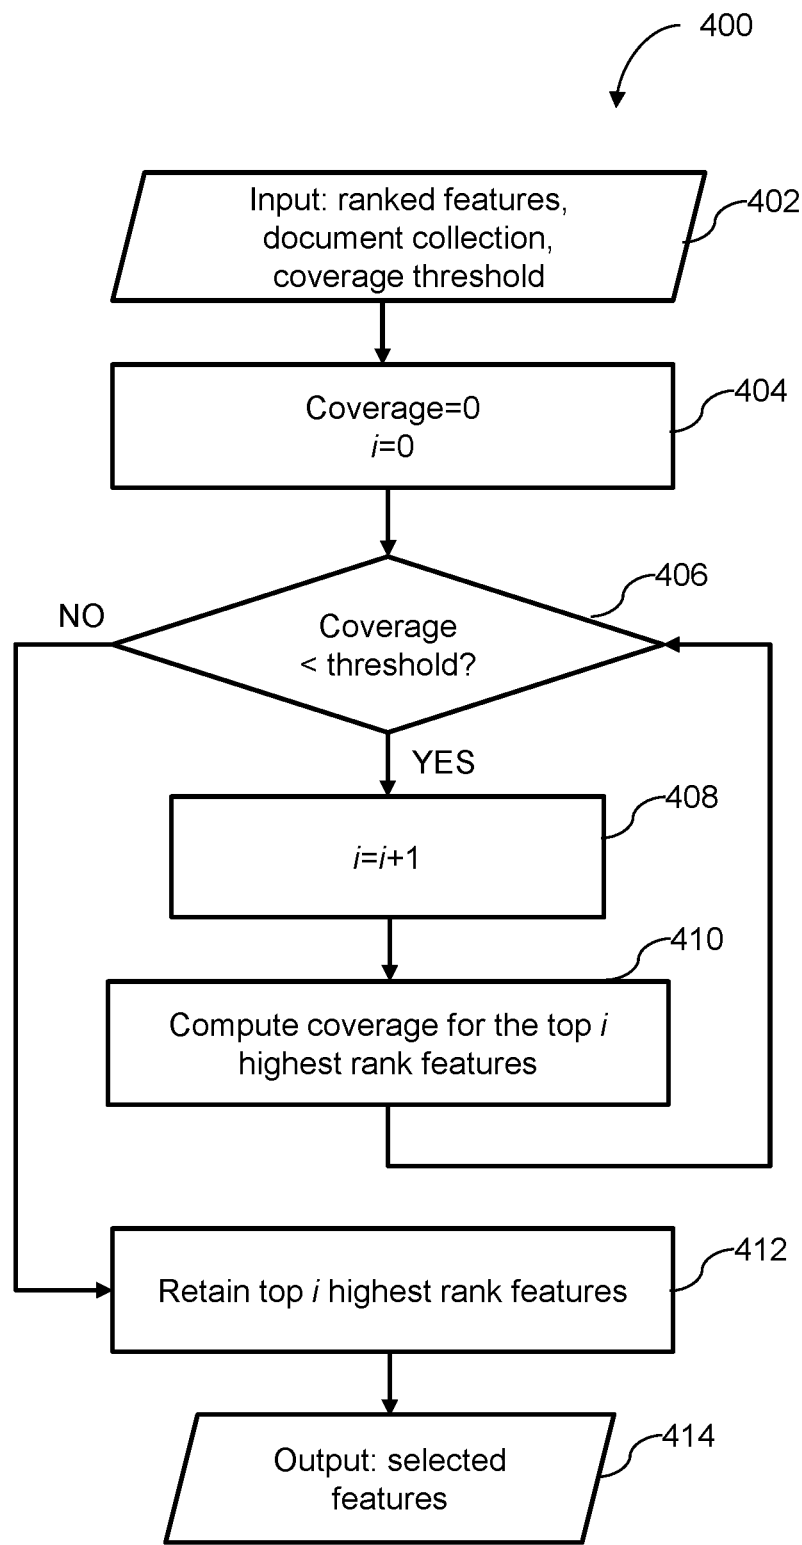 400
Input: ranked features,
document collection,
coverage threshold
402
Coverage=0
i=0
404
406
NO
Coverage
< threshold?
YES
408
i=i+1
410
Compute coverage for the top i
highest rank features
412
Retain top i highest rank features
414
Output: selected
features